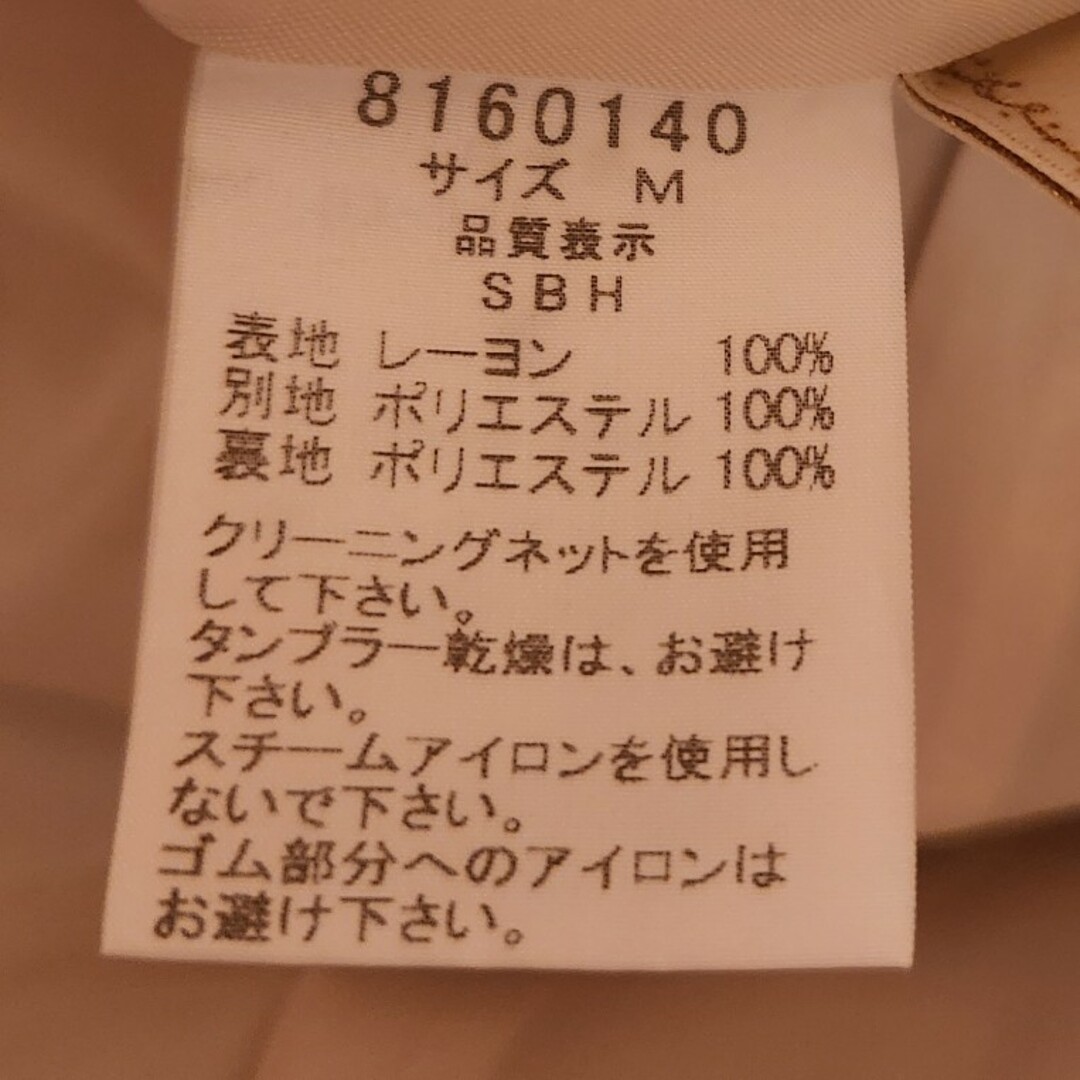 8160140
サイズ M
品質表示
SBH
表地 レーヨン 100%
別地 ポリエステル 100%
裏地 ポリエステル 100%
クリーニングネットを使用
して下さい。
タンブラー乾燥は、お避け
下さい。
スチームアイロンを使用し
ないで下さい。
ゴム部分へのアイロンは
お避け下さい。